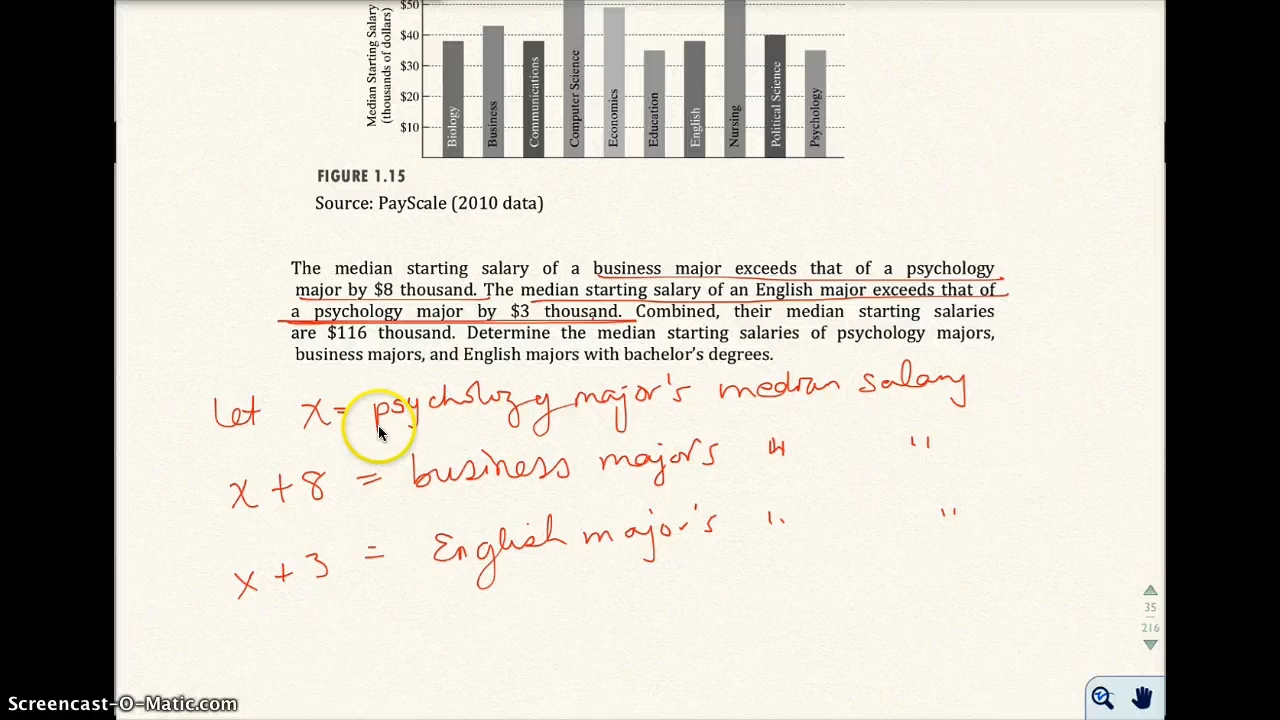 Median Starting Salary
(thousands of dollars)
$50
$40
$30
$20
$10
Biology
Business
Communications
Computer Science
Economics
Education
English
Nursing
Political Science
Psychology
FIGURE 1.15
Source: PayScale (2010 data)
The median starting salary of a business major exceeds that of a psychology
major by $8 thousand. The median starting salary of an English major exceeds that of
a psychology major by $3 thousand. Combined, their median starting salaries
are $116 thousand. Determine the median starting salaries of psychology majors,
business majors, and English majors with bachelor's degrees.
Let x = psychology major's median salary
x + 8 = business major's " "
x + 3 = English major's " "
35
216
Screencast-O-Matic.com